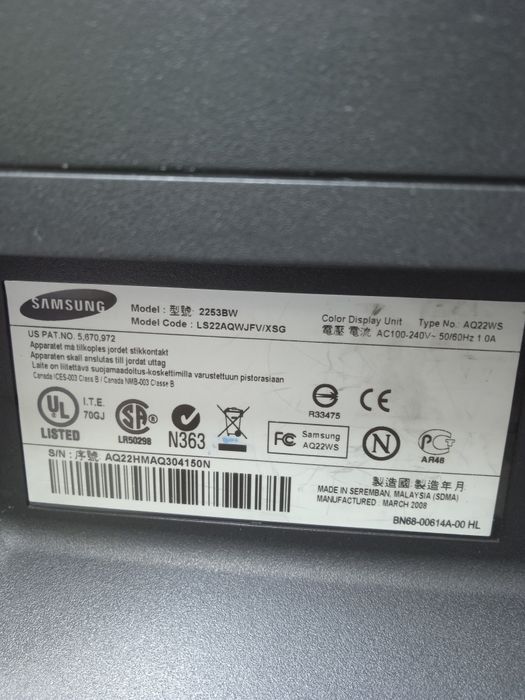 SAMSUNG
Model : 型號: 2253BW
Model Code : LS22AQWJFV/XSG
Color Display Unit Type No.: AQ22WS
電壓 電流 AC100-240V~ 50/60Hz 1.0A
US PAT.NO. 5,670,972
Apparatet må tilkoples jordet stikkontakt
Apparaten skall anslutas till jordat uttag
Laite on liitettävä suojamaadoitus-koskettimilla varustettuun pistorasiaan
Canada ICES-003 Class B / Canada NMB-003 Classe B
UL
LISTED
I.T.E.
70GJ
SA
LR50298
N363
R33475
CE
FC Samsung
AQ22WS
N
PCT
AR46
S/N : 序號: AQ22HMAQ304150N
製造國 製造年月
MADE IN SEREMBAN, MALAYSIA (SDMA)
MANUFACTURED : MARCH 2008
BN68-00614A-00 HL